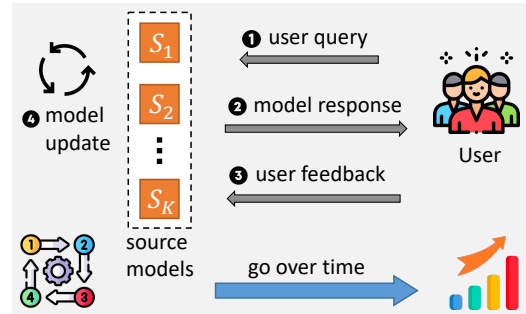 ❶ user query
S1
❷ model response
S2
❹ model
update
User
⋮
❸ user feedback
SK
source
models
1 2
4 3
go over time